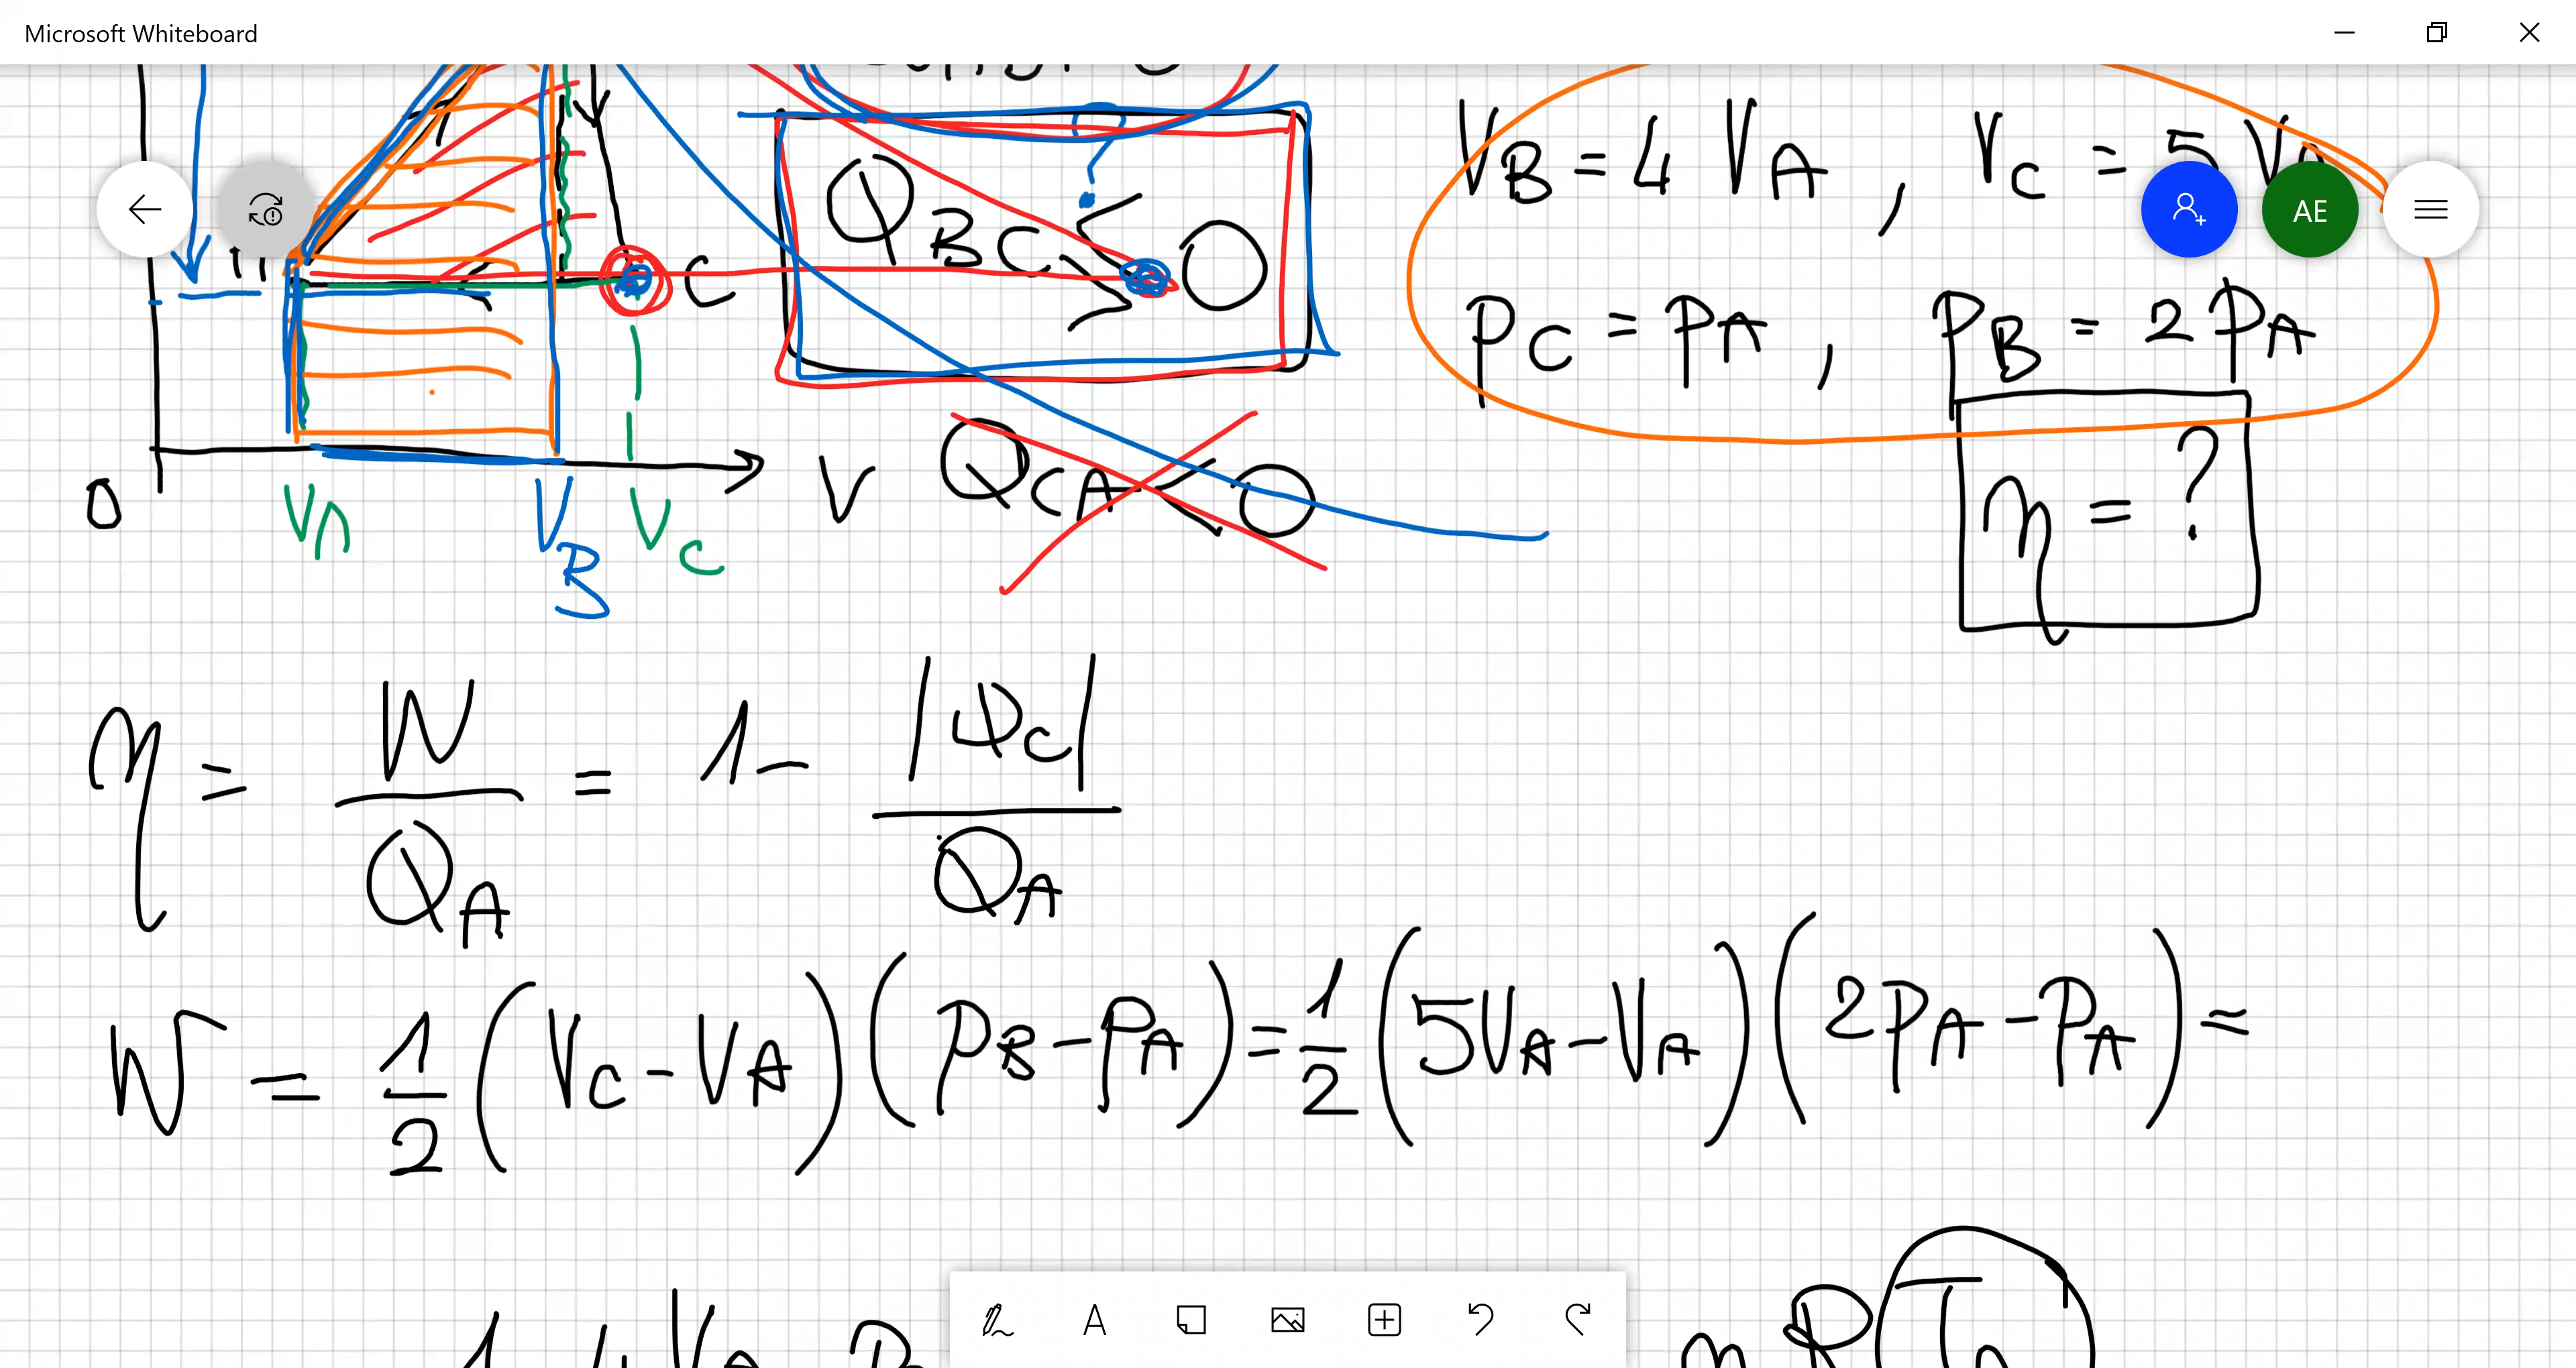 Microsoft Whiteboard
V_B = 4 V_A , V_C = 5 V_A
AE
Q_BC ≶ 0
C
p_C = p_A , p_B = 2 p_A
0 V Q_CA < 0
V_A V_B V_C
η = ?
η = W / Q_A = 1 - |Q_C| / Q_A
W = 1/2 (V_C - V_A) (p_B - p_A) = 1/2 (5V_A - V_A) (2p_A - p_A) =
A